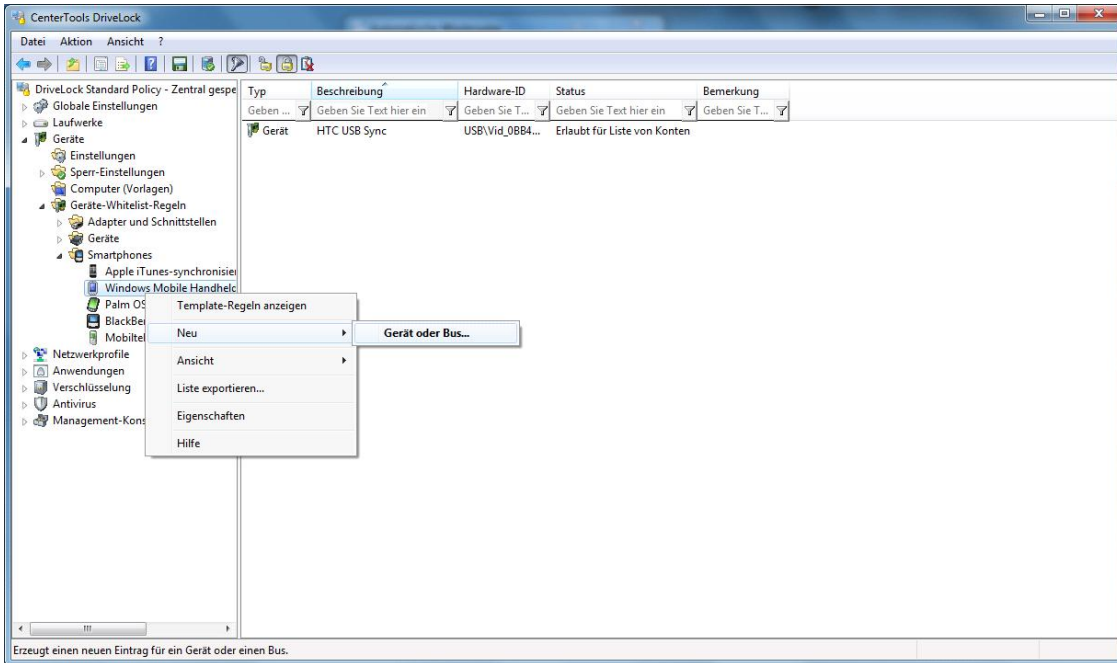 CenterTools DriveLock
Datei Aktion Ansicht ?
DriveLock Standard Policy - Zentral gespe
Globale Einstellungen
Laufwerke
Geräte
Einstellungen
Sperr-Einstellungen
Computer (Vorlagen)
Geräte-Whitelist-Regeln
Adapter und Schnittstellen
Geräte
Smartphones
Apple iTunes-synchronisier
Windows Mobile Handheld
Palm OS
BlackBer
Mobiltel
Netzwerkprofile
Anwendungen
Verschlüsselung
Antivirus
Management-Kons
Typ Beschreibung Hardware-ID Status Bemerkung
Geben ... Geben Sie Text hier ein Geben Sie T... Geben Sie Text hier ein Geben Sie T...
Gerät HTC USB Sync USB\Vid_0BB4... Erlaubt für Liste von Konten
Template-Regeln anzeigen
Neu
Gerät oder Bus...
Ansicht
Liste exportieren...
Eigenschaften
Hilfe
Erzeugt einen neuen Eintrag für ein Gerät oder einen Bus.